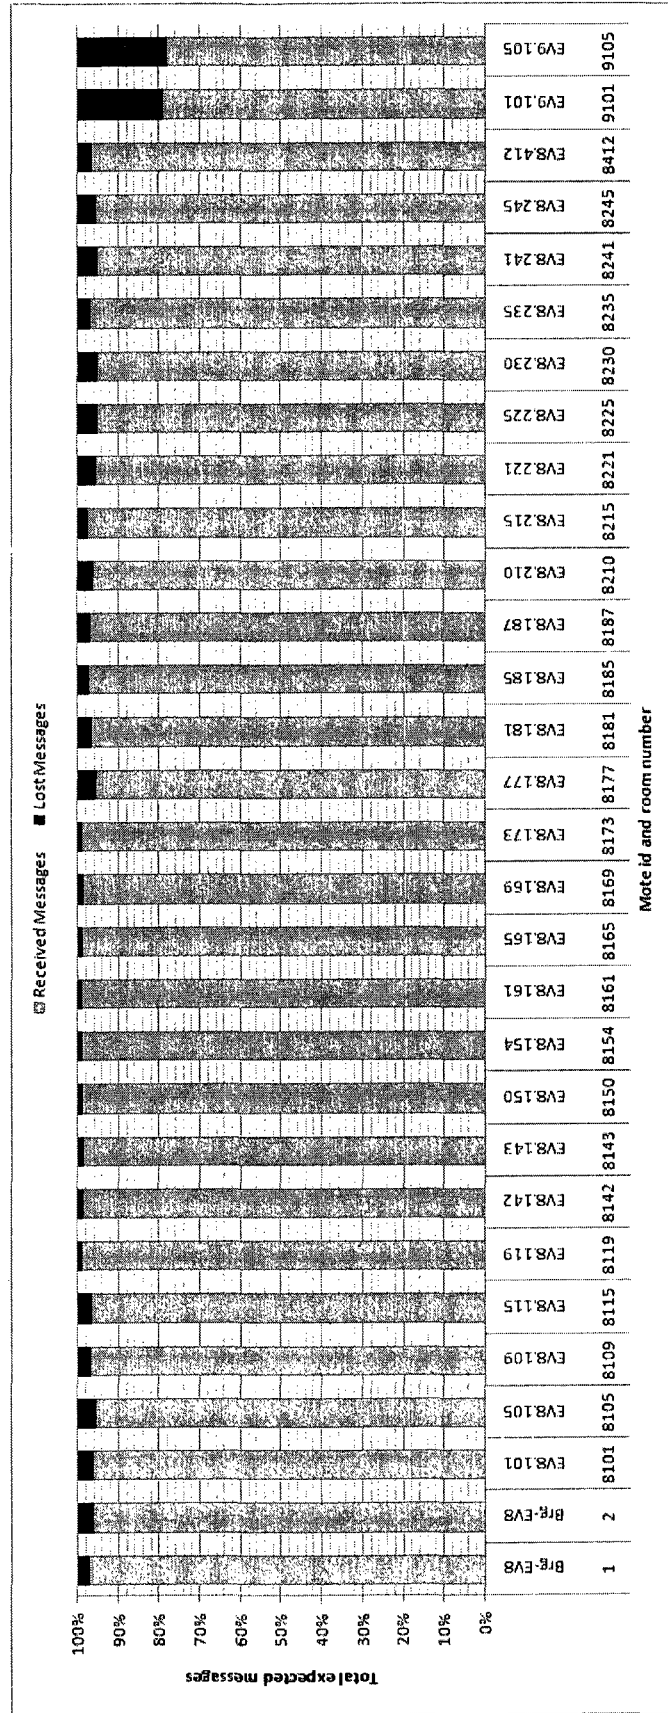 Received Messages
Lost Messages
Total expected messages
100%
90%
80%
70%
60%
50%
40%
30%
20%
10%
0%
Brg-EV8
Brg-EV8
EV8.101
EV8.105
EV8.109
EV8.115
EV8.119
EV8.142
EV8.143
EV8.150
EV8.154
EV8.161
EV8.165
EV8.169
EV8.173
EV8.177
EV8.181
EV8.185
EV8.187
EV8.210
EV8.215
EV8.221
EV8.225
EV8.230
EV8.235
EV8.241
EV8.245
EV8.412
EV9.101
EV9.105
1
2
8101
8105
8109
8115
8119
8142
8143
8150
8154
8161
8165
8169
8173
8177
8181
8185
8187
8210
8215
8221
8225
8230
8235
8241
8245
8412
9101
9105
Mote id and room number